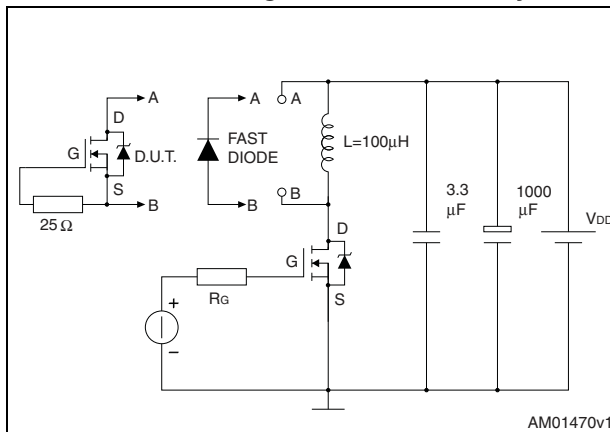 A
D
G
D.U.T.
S
B
25 Ω
A
FAST
DIODE
B
A
B
L=100µH
D
G
S
RG
+
–
3.3
µF
1000
µF
VDD
AM01470v1